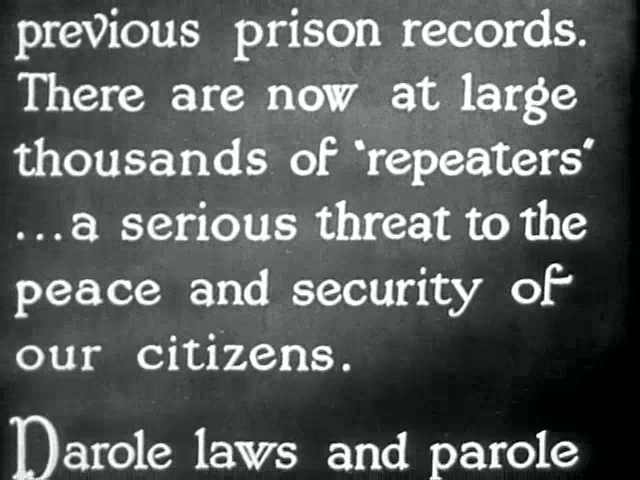 previous prison records.
There are now at large
thousands of 'repeaters'
...a serious threat to the
peace and security of
our citizens.
Parole laws and parole